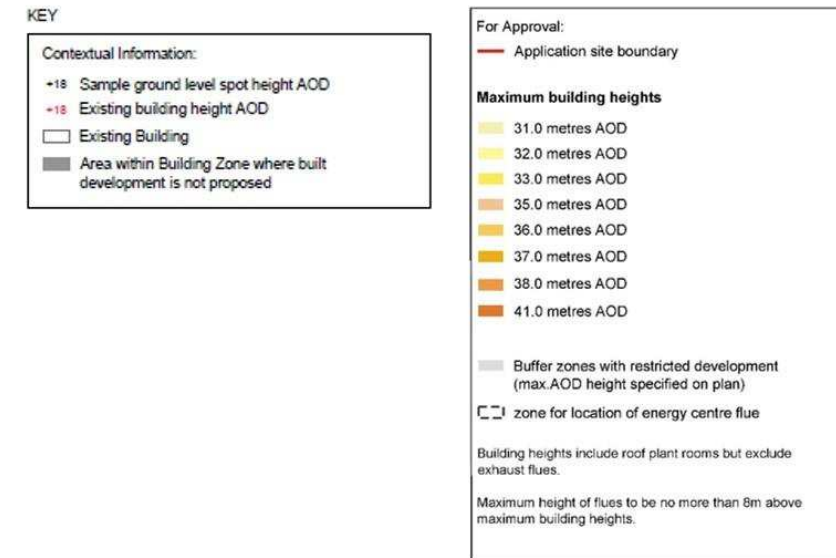 KEY
Contextual Information:
+18 Sample ground level spot height AOD
+18 Existing building height AOD
Existing Building
Area within Building Zone where built
development is not proposed
For Approval:
Application site boundary
Maximum building heights
31.0 metres AOD
32.0 metres AOD
33.0 metres AOD
35.0 metres AOD
36.0 metres AOD
37.0 metres AOD
38.0 metres AOD
41.0 metres AOD
Buffer zones with restricted development
(max.AOD height specified on plan)
zone for location of energy centre flue
Building heights include roof plant rooms but exclude
exhaust flues.
Maximum height of flues to be no more than 8m above
maximum building heights.